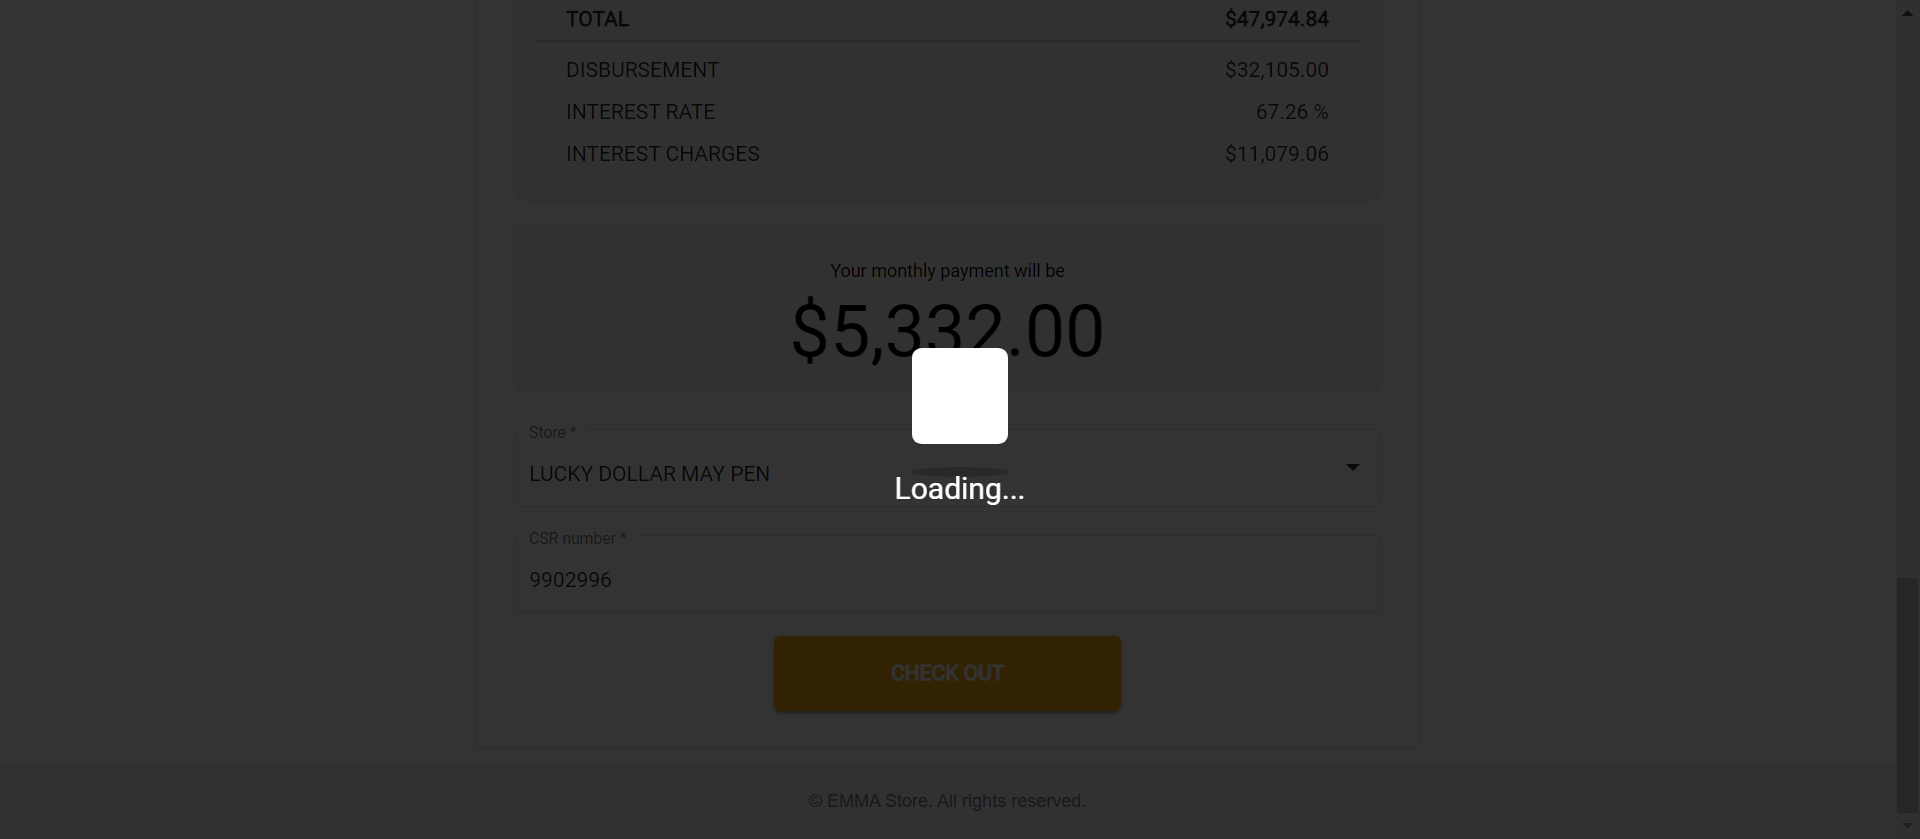 TOTAL $47,974.84
DISBURSEMENT $32,105.00
INTEREST RATE 67.26 %
INTEREST CHARGES $11,079.06
Your monthly payment will be
$5,332.00
Store *
LUCKY DOLLAR MAY PEN
Loading...
CSR number *
9902996
CHECK OUT
© EMMA Store. All rights reserved.